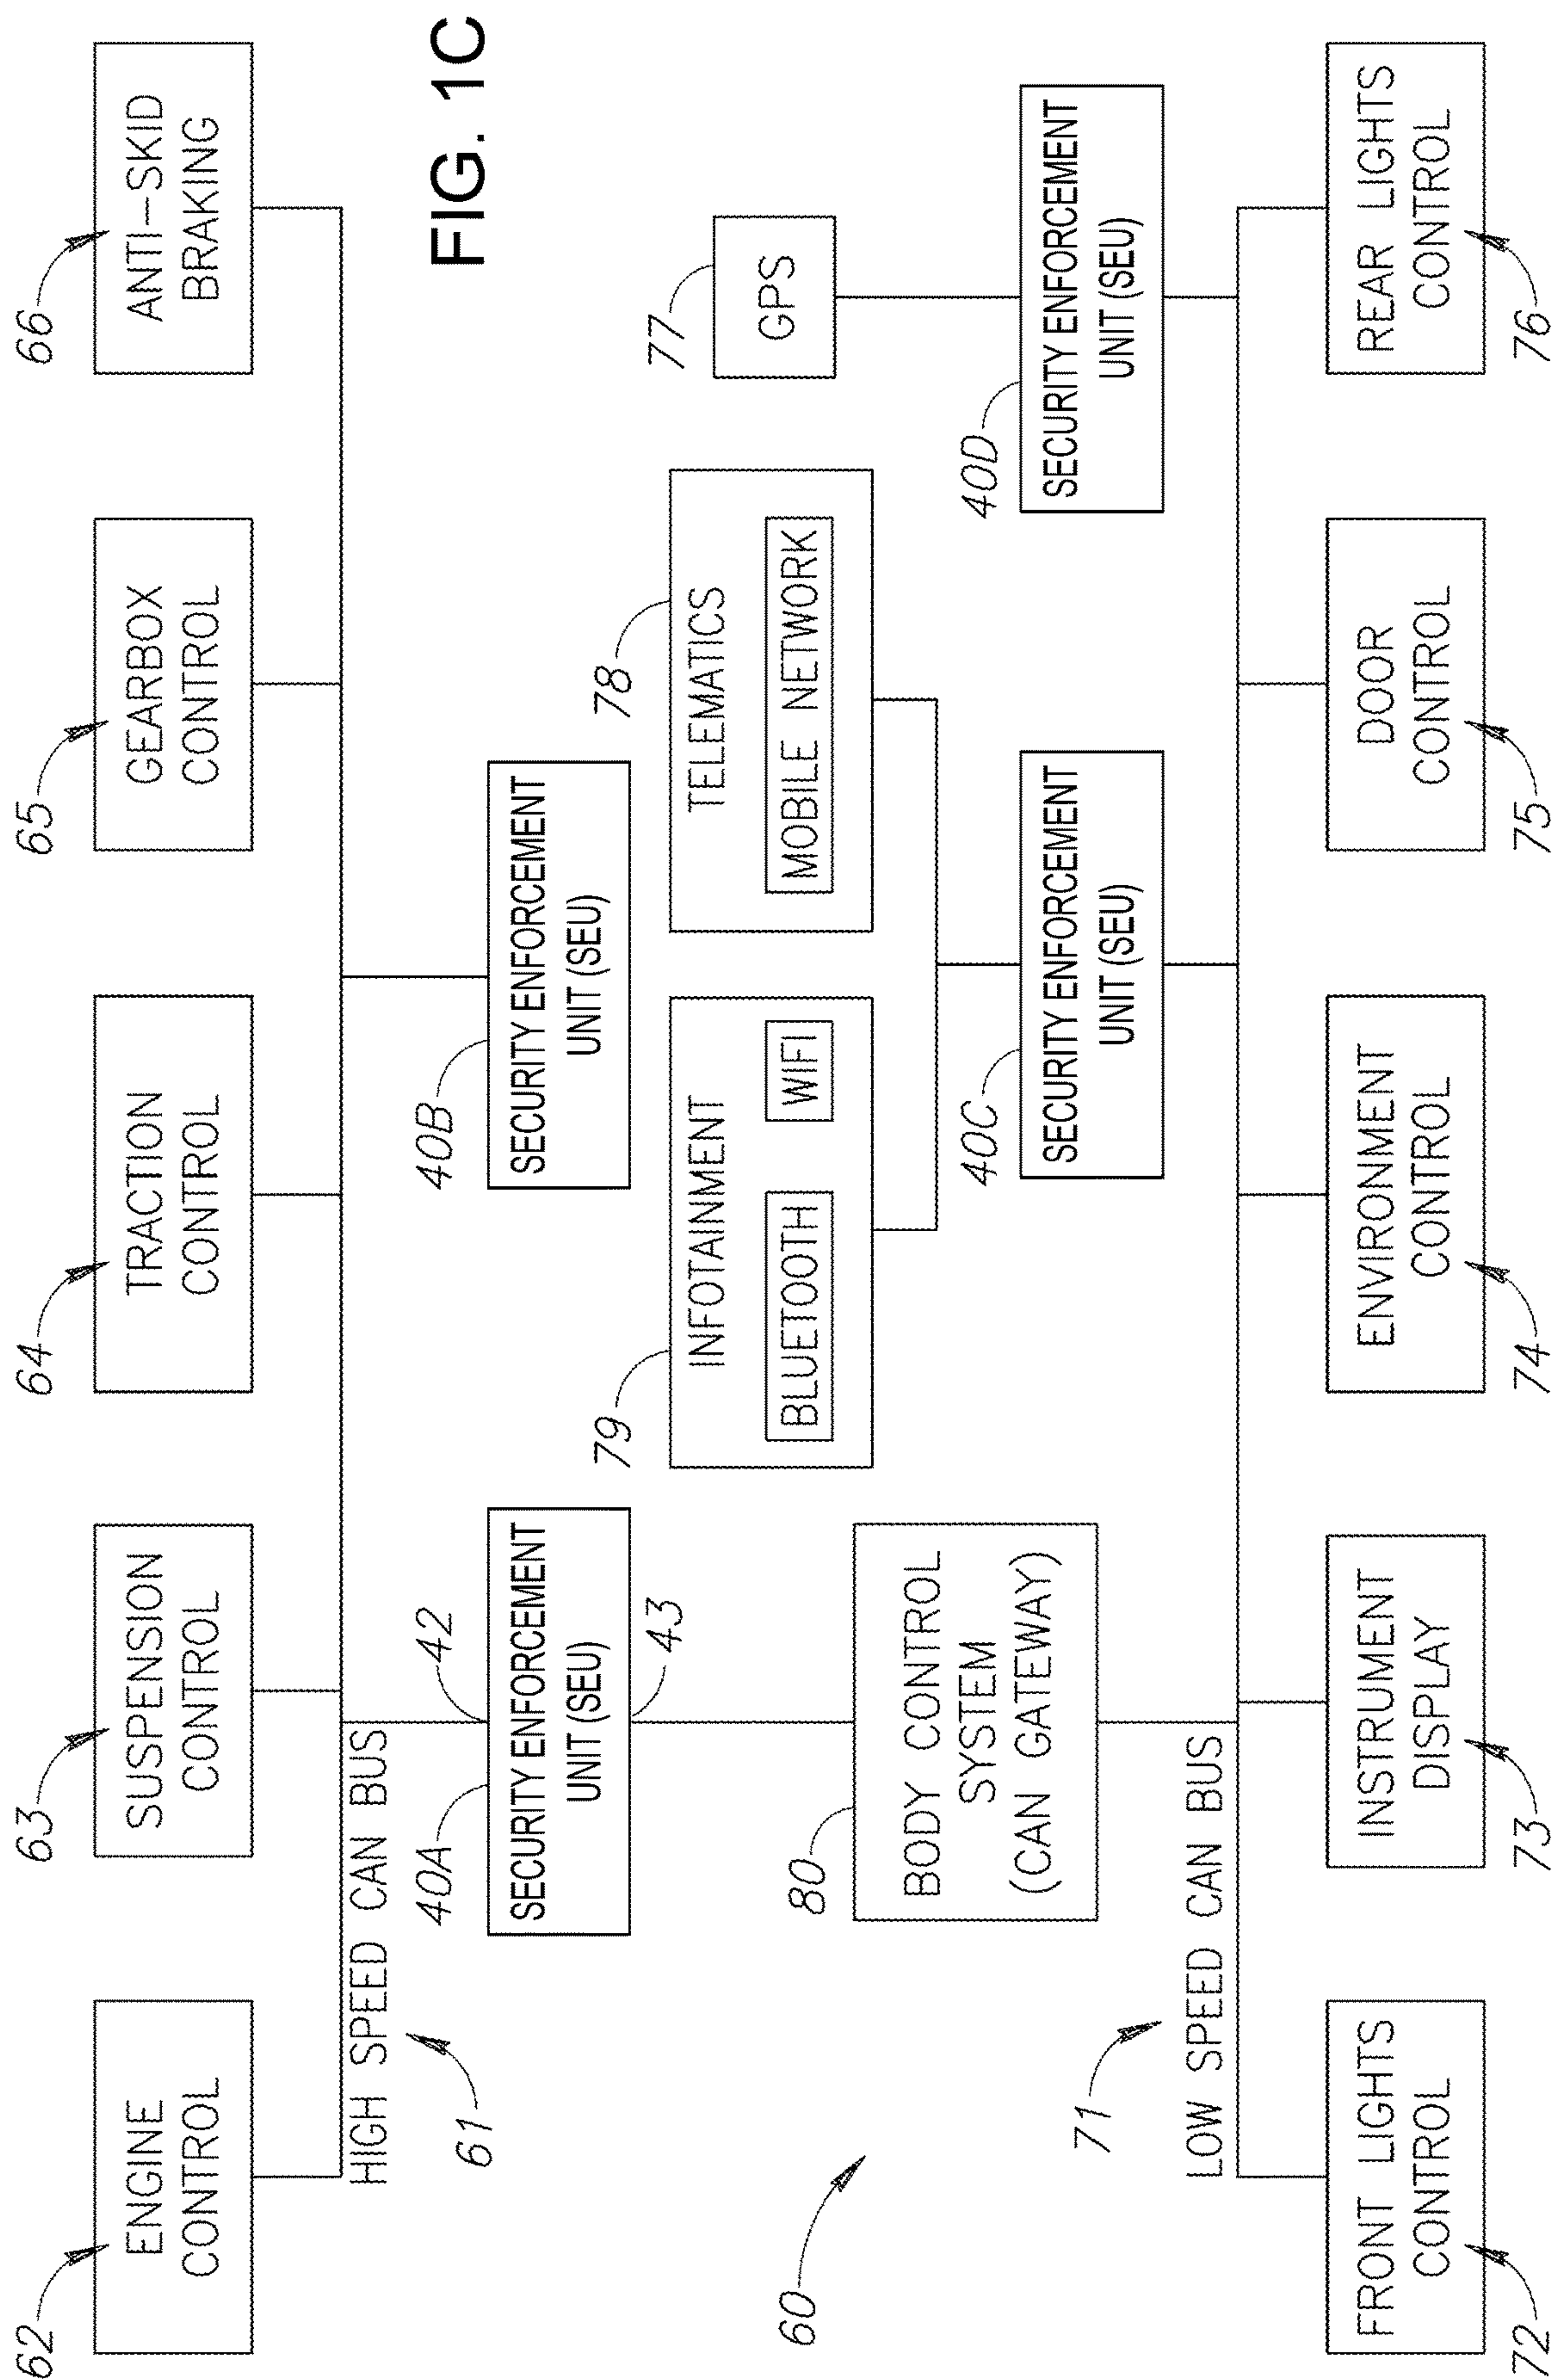 62
ENGINE
CONTROL
63
SUSPENSION
CONTROL
64
TRACTION
CONTROL
65
GEARBOX
CONTROL
66
ANTI-SKID
BRAKING
HIGH SPEED CAN BUS
61
42
40A
SECURITY ENFORCEMENT
UNIT (SEU)
43
40B
SECURITY ENFORCEMENT
UNIT (SEU)
FIG. 1C
79
INFOTAINMENT
BLUETOOTH
WIFI
78
TELEMATICS
MOBILE NETWORK
77
GPS
60
80
BODY CONTROL
SYSTEM
(CAN GATEWAY)
40C
SECURITY ENFORCEMENT
UNIT (SEU)
40D
SECURITY ENFORCEMENT
UNIT (SEU)
71
LOW SPEED CAN BUS
FRONT LIGHTS
CONTROL
72
INSTRUMENT
DISPLAY
73
ENVIRONMENT
CONTROL
74
DOOR
CONTROL
75
REAR LIGHTS
CONTROL
76